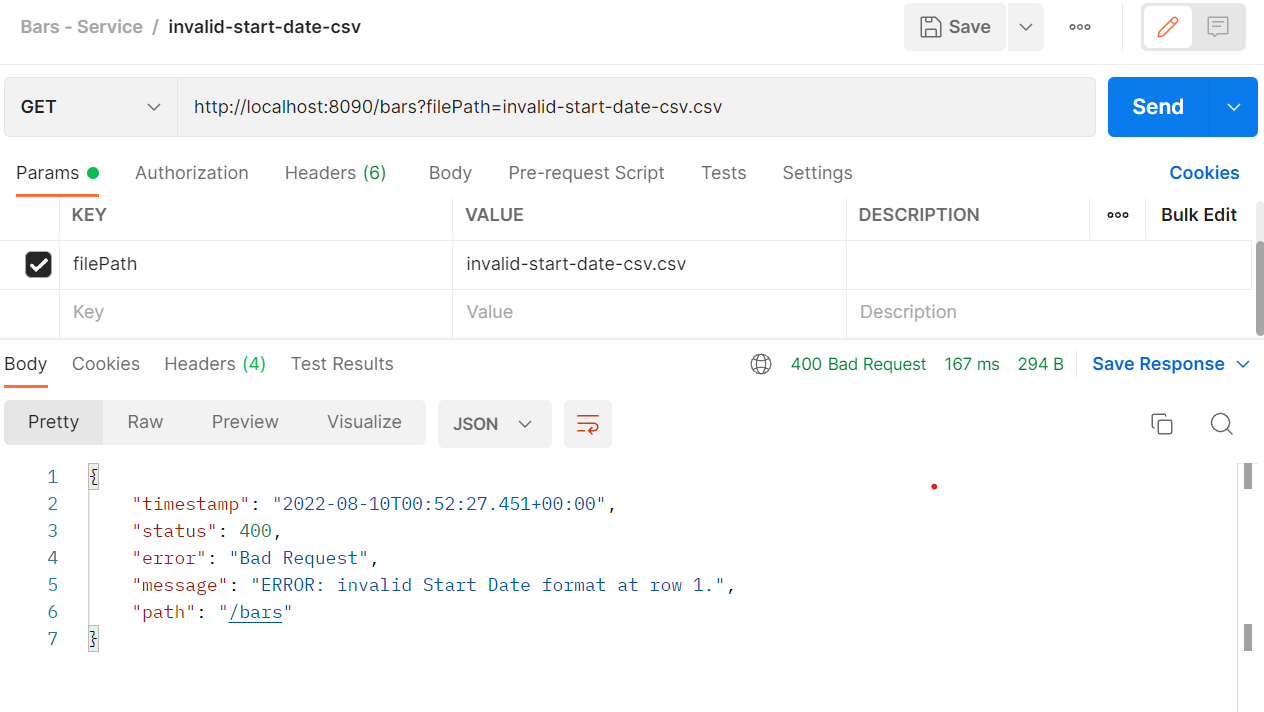 Bars - Service / invalid-start-date-csv
Save
GET http://localhost:8090/bars?filePath=invalid-start-date-csv.csv Send
Params Authorization Headers (6) Body Pre-request Script Tests Settings Cookies
KEY VALUE DESCRIPTION Bulk Edit
filePath invalid-start-date-csv.csv
Key Value Description
Body Cookies Headers (4) Test Results 400 Bad Request 167 ms 294 B Save Response
Pretty Raw Preview Visualize JSON
1 {
2 "timestamp": "2022-08-10T00:52:27.451+00:00",
3 "status": 400,
4 "error": "Bad Request",
5 "message": "ERROR: invalid Start Date format at row 1.",
6 "path": "/bars"
7 }